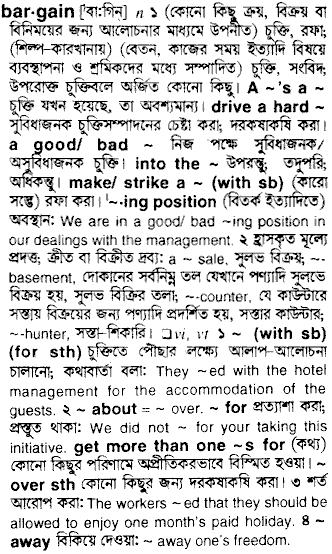 bar·gain ['বা:গিন্] n ১ (কোনো কিছু ক্রয়, বিক্রয় বা
বিনিময়ের জন্য আলোচনার মাধ্যমে উপনীত) চুক্তি, রফা;
(শিল্প-কারখানায়) (বেতন, কাজের সময় ইত্যাদি বিষয়ে
ব্যবস্থাপনা ও শ্রমিকদের মধ্যে সম্পাদিত) চুক্তি, সংবিদ;
উপরোক্ত চুক্তিবলে অর্জিত কোনো কিছু। A ~'s a ~
চুক্তি যখন হয়েছে, তা অবশ্যমান্য। drive a hard ~
সুবিধাজনক চুক্তিসম্পাদনের চেষ্টা করা; দরকষাকষি করা।
a good/ bad ~ নিজ পক্ষে সুবিধাজনক/
অসুবিধাজনক চুক্তি। into the ~ উপরন্তু; তদুপরি;
অধিকন্তু। make/ strike a ~ (with sb) (কারো
সঙ্গে) রফা করা। '~·ing position (বিতর্ক ইত্যাদিতে)
অবস্থান: We are in a good/ bad ~ing position in
our dealings with the management. ২ হ্রাসকৃত মূল্যে
প্রদত্ত; ক্রীত বা বিক্রীত দ্রব্য: a ~ sale, সুলভ বিক্রয়; ~-
basement, দোকানের সর্বনিম্ন তল যেখানে পণ্যাদি সুলভে
বিক্রয় হয়, সুলভ বিক্রির তলা; ~-counter, যে কাউন্টারে
সস্তায় বিক্রয়ের জন্য পণ্যাদি প্রদর্শিত হয়, সস্তার কাউন্টার;
~-hunter, সস্তা-শিকারি। □vi, vt ১ ~ (with sb)
(for sth) চুক্তিতে পৌঁছার লক্ষ্যে আলাপ-আলোচনা
চালানো; কথাবার্তা বলা: They ~ed with the hotel
management for the accommodation of the
guests. ২ ~ about = ~ over. ~ for প্রত্যাশা করা;
প্রস্তুত থাকা: We did not ~ for your taking this
initiative. get more than one ~s for (কথ্য)
কোনো কিছুর পরিণামে অপ্রীতিকরভাবে বিস্মিত হওয়া। ~
over sth কোনো কিছুর জন্য দরকষাকষি করা। ৩ শর্ত
আরোপ করা: The workers ~ed that they should be
allowed to enjoy one month's paid holiday. ৪ ~
away বিকিয়ে দেওয়া: ~ away one's freedom.